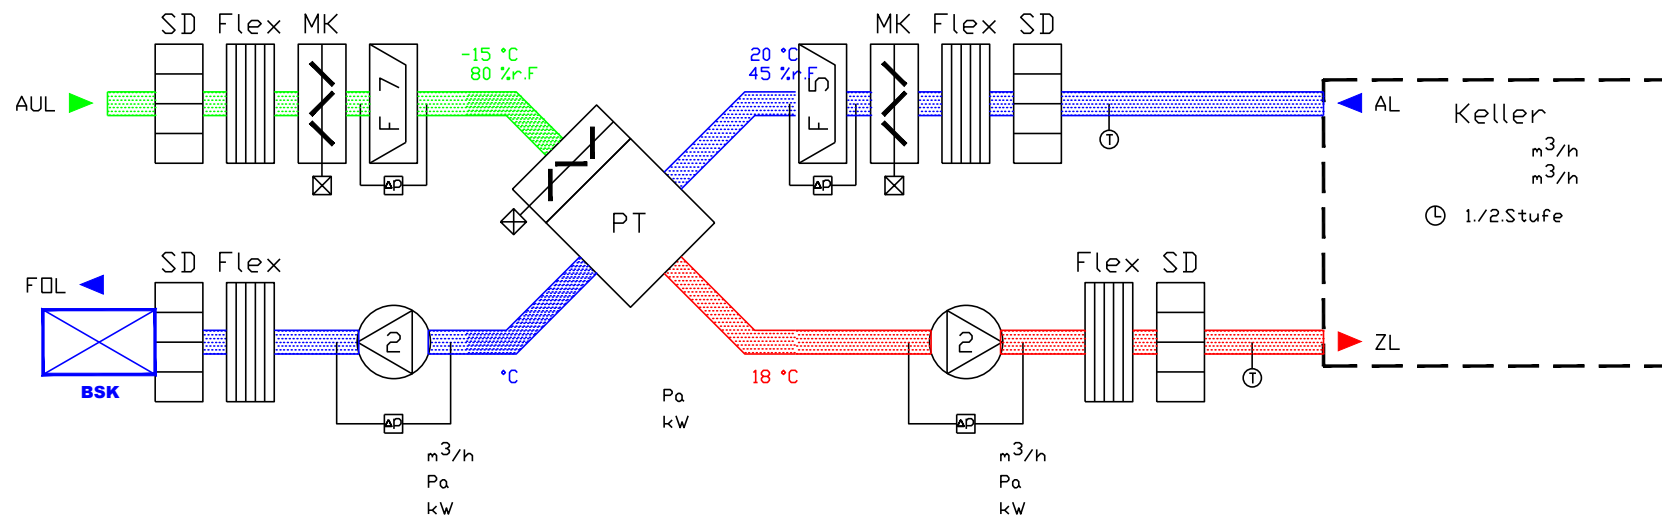 SD Flex MK
MK Flex SD
-15 °C
80 %r.F
20 °C
45 %r.F
AUL
F 7
F 5
AL
Keller
m³/h
m³/h
1./2.Stufe
Δp
Δp
PT
SD Flex
Flex SD
FOL
2
2
ZL
BSK
°C
18 °C
T
T
Pa
kW
Δp
Δp
m³/h
Pa
kW
m³/h
Pa
kW